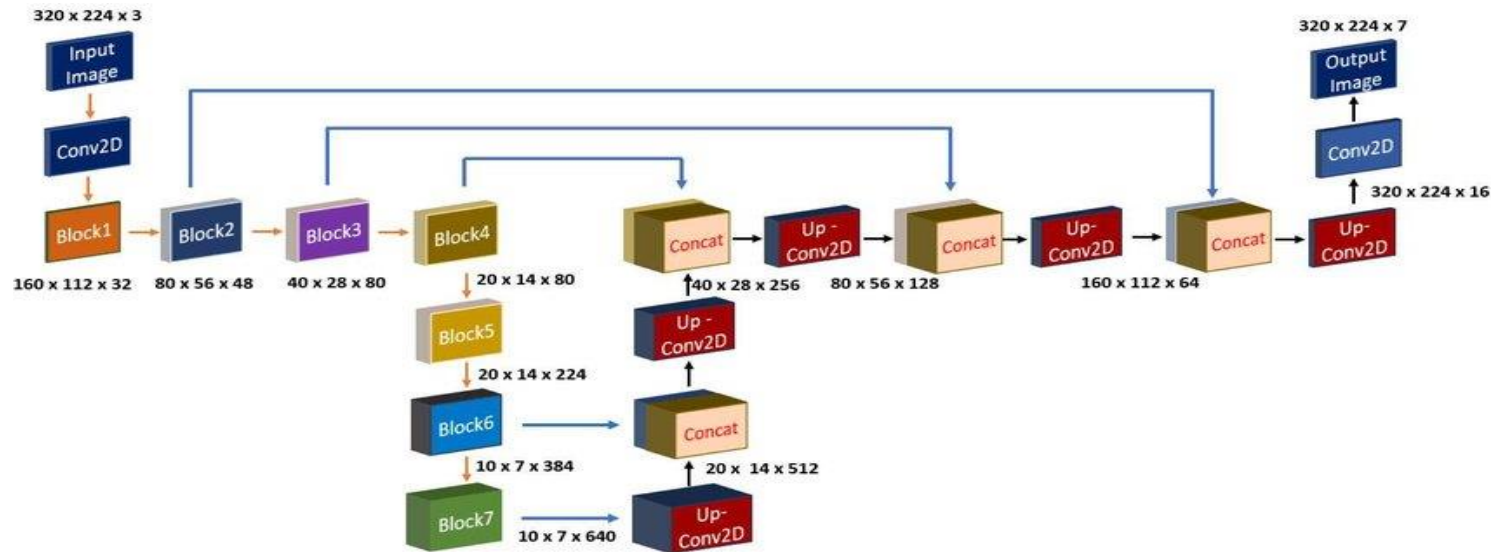 320 x 224 x 3
Input
Image
Conv2D
Block1
160 x 112 x 32
Block2
80 x 56 x 48
Block3
40 x 28 x 80
Block4
20 x 14 x 80
Block5
20 x 14 x 224
Block6
10 x 7 x 384
Block7
10 x 7 x 640
Up-
Conv2D
20 x 14 x 512
Concat
Up -
Conv2D
40 x 28 x 256
Concat
Up -
Conv2D
80 x 56 x 128
Concat
Up-
Conv2D
160 x 112 x 64
Concat
Up-
Conv2D
320 x 224 x 16
Conv2D
Output
Image
320 x 224 x 7